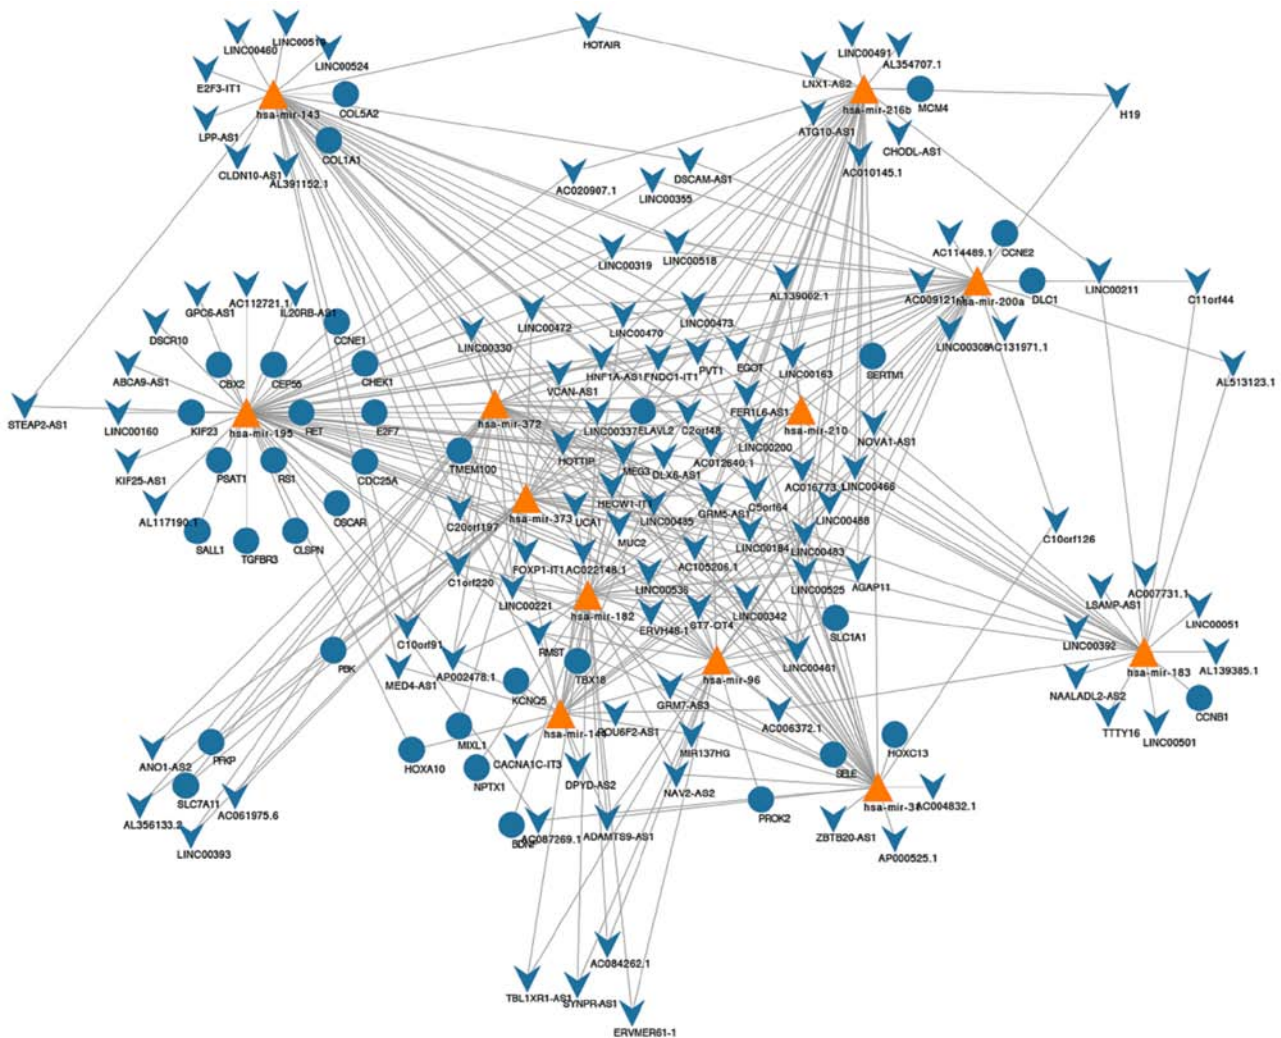 LINC00460
LINC00524
HOTAIR
LINC00491
AL354707.1
E2F3-IT1
LNX1-AS2
hsa-mir-143
COL5A2
hsa-mir-216b
MCM4
H19
LPP-AS1
ATG10-AS1
CHODL-AS1
COL1A1
CLDN10-AS1
AL391152.1
AC010145.1
AC020907.1
LINC00355
DSCAM-AS1
AC114489.1
CCNE2
LINC00319
LINC00518
AL139002.1
hsa-mir-200a
DLC1
LINC00211
C11orf44
AC112721.1
GPC6-AS1
IL20RB-AS1
CCNE1
LINC00472
LINC00470
LINC00473
LINC00308
AC131971.1
DSCR10
LINC00330
HNF1A-AS1
FNDC1-IT1
PVT1
EGOT
LINC00163
SERTM1
ABCA9-AS1
CBX2
CEP55
CHEK1
VCAN-AS1
AL513123.1
STEAP2-AS1
LINC00160
KIF23
hsa-mir-195
RET
E2F7
hsa-mir-372
LINC00337
ELAVL2
C2orf48
FER1L6-AS1
hsa-mir-210
LINC00200
NOVA1-AS1
HOTTIP
MEG3
DLX6-AS1
AC012640.1
AC016773.1
LINC00466
KIF25-AS1
PSAT1
RS1
CDC25A
TMEM100
AL117190.1
OSCAR
C20orf197
hsa-mir-373
UCA1
HECW1-IT1
LINC00485
GRM5-AS1
C5orf64
LINC00488
SALL1
TGFBR3
CLSPN
MUC2
LINC00184
LINC00483
C10orf126
C1orf220
FOXP1-IT1
AC022148.1
AC105206.1
LINC00221
LINC00536
LINC00525
AGAP11
AC007731.1
LSAMP-AS1
hsa-mir-182
ERVH48-1
ST7-OT4
LINC00342
SLC1A1
LINC00051
C10orf91
RMST
LINC00392
PBK
MED4-AS1
AP002478.1
TBX18
hsa-mir-96
LINC00461
hsa-mir-183
AL139385.1
KCNQ5
GRM7-AS3
NAALADL2-AS2
CCNB1
MIXL1
POU6F2-AS1
AC006372.1
TTTY16
LINC00501
ANO1-AS2
PFKP
HOXA10
CACNA1C-IT3
MIR137HG
SELE
HOXC13
SLC7A11
NPTX1
DPYD-AS2
NAV2-AS2
AL356133.2
AC061975.6
PROK2
AC004832.1
AC087269.1
ADAMTS9-AS1
ZBTB20-AS1
LINC00393
AP000525.1
AC084262.1
TBL1XR1-AS1
SYNPR-AS1
ERVMER61-1